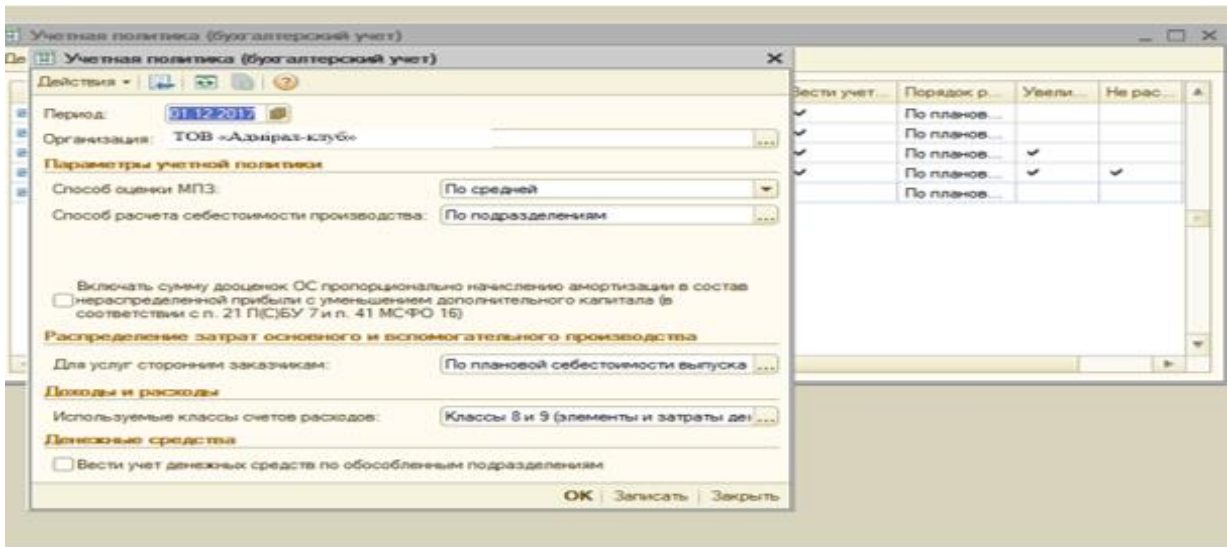 Учетная политика (бухгалтерский учет)
Учетная политика (бухгалтерский учет)
Действия
Период: 01.12.2017
Организация: ТОВ «Адмірал-клуб»
Параметры учетной политики
Способ оценки МПЗ: По средней
Способ расчета себестоимости производства: По подразделениям ...
Включать сумму дооценок ОС пропорционально начислению амортизации в состав
нераспределенной прибыли с уменьшением дополнительного капитала (в
соответствии с п. 21 П(С)БУ 7 и п. 41 МСФО 16)
Распределение затрат основного и вспомогательного производства
Для услуг сторонним заказчикам: По плановой себестоимости выпуска ...
Доходы и расходы
Используемые классы счетов расходов: Классы 8 и 9 (элементы и затраты де ...
Денежные средства
Вести учет денежных средств по обособленным подразделениям
OK Записать Закрыть
Вести учет... Порядок р... Увели... Не рас...
По планов...
По планов...
По планов...
По планов...
По планов...